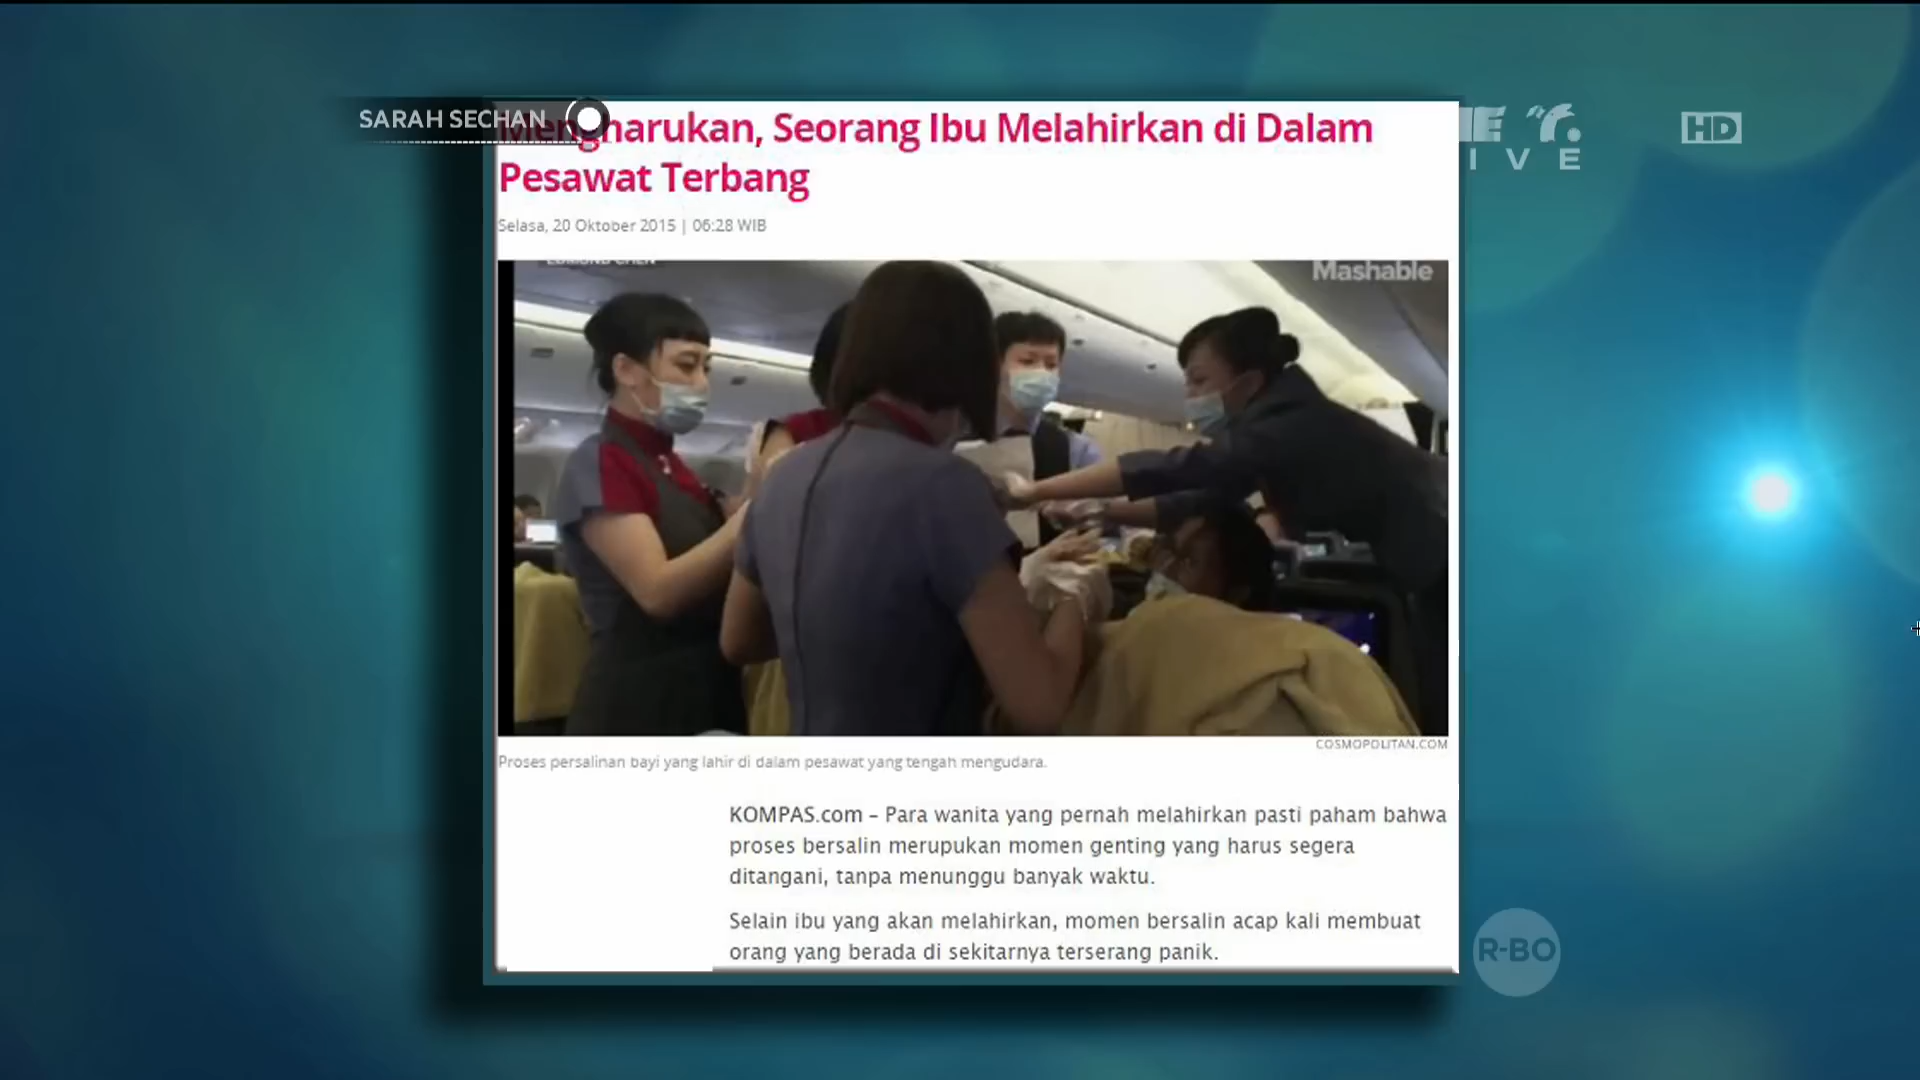 SARAH SECHAN
Mengharukan, Seorang Ibu Melahirkan di Dalam
Pesawat Terbang
Selasa, 20 Oktober 2015 | 06:28 WIB
HD
IVE
Mashable
COSMOPOLITAN.COM
Proses persalinan bayi yang lahir di dalam pesawat yang tengah mengudara.
KOMPAS.com – Para wanita yang pernah melahirkan pasti paham bahwa
proses bersalin merupukan momen genting yang harus segera
ditangani, tanpa menunggu banyak waktu.
Selain ibu yang akan melahirkan, momen bersalin acap kali membuat
orang yang berada di sekitarnya terserang panik.
R-BO